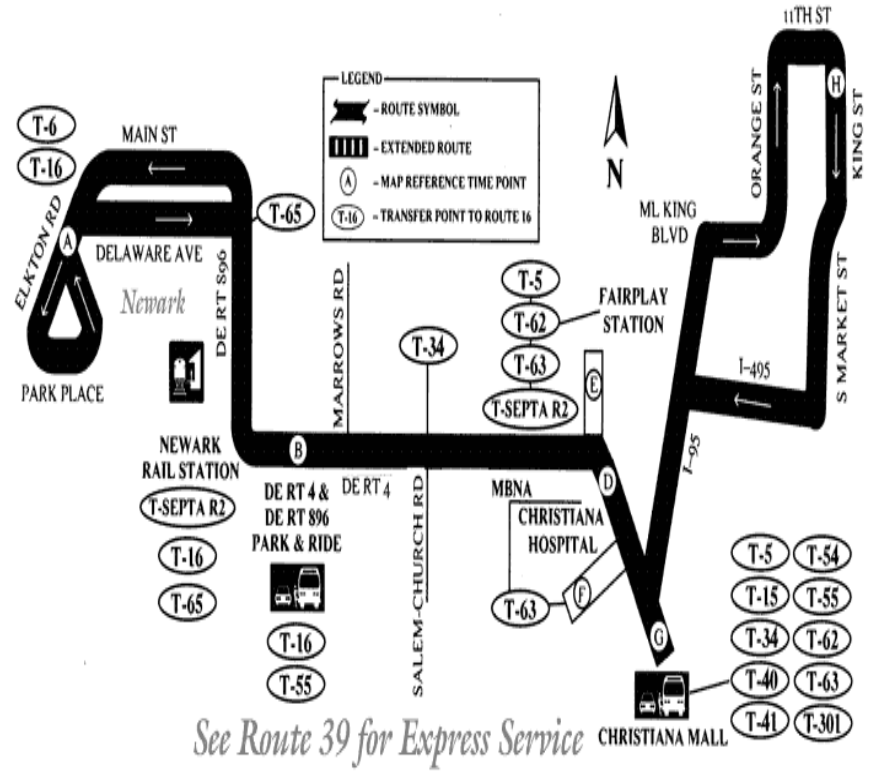 11TH ST
ORANGE ST
H
KING ST
ML KING
BLVD
S MARKET ST
I-495
I-95
LEGEND
- ROUTE SYMBOL
- EXTENDED ROUTE
A - MAP REFERENCE TIME POINT
T-16 - TRANSFER POINT TO ROUTE 16
N
T-6
T-16
MAIN ST
T-65
ELKTON RD
A
DELAWARE AVE
Newark
DE RT 896
PARK PLACE
NEWARK
RAIL STATION
T-SEPTA R2
T-16
T-65
B
DE RT 4 &
DE RT 896
PARK & RIDE
T-16
T-55
MARROWS RD
DE RT 4
T-34
SALEM-CHURCH RD
T-5
T-62
T-63
T-SEPTA R2
FAIRPLAY
STATION
E
D
MBNA
CHRISTIANA
HOSPITAL
T-63
F
G
CHRISTIANA MALL
T-5 T-54
T-15 T-55
T-34 T-62
T-40 T-63
T-41 T-301
See Route 39 for Express Service